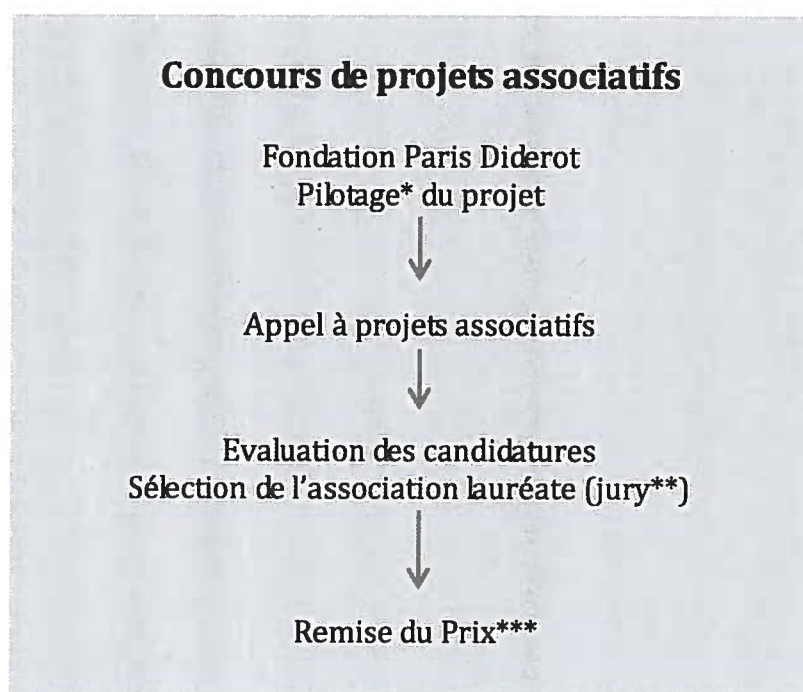 Concours de projets associatifs
Fondation Paris Diderot
Pilotage* du projet
Appel à projets associatifs
Evaluation des candidatures
Sélection de l'association lauréate (jury**)
Remise du Prix***